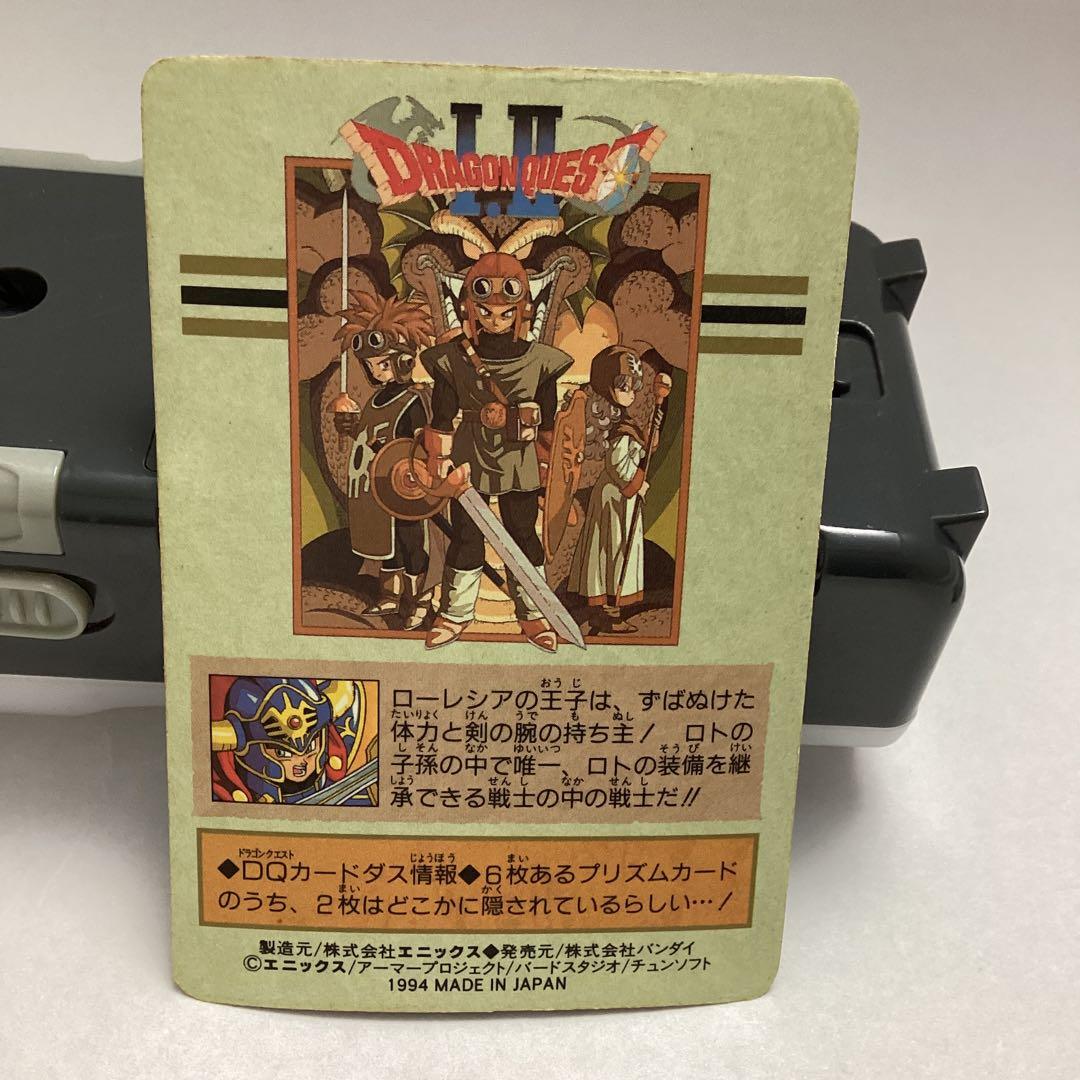 I.II
DRAGON QUEST
ローレシアの王子は、ずばぬけた
体力と剣の腕の持ち主！ ロトの
子孫の中で唯一、ロトの装備を継
承できる戦士の中の戦士だ!!
◆DQカードダス情報◆6枚あるプリズムカード
のうち、2枚はどこかに隠されているらしい…！
製造元/株式会社エニックス◆発売元/株式会社バンダイ
©エニックス/アーマープロジェクト/バードスタジオ/チュンソフト
1994 MADE IN JAPAN